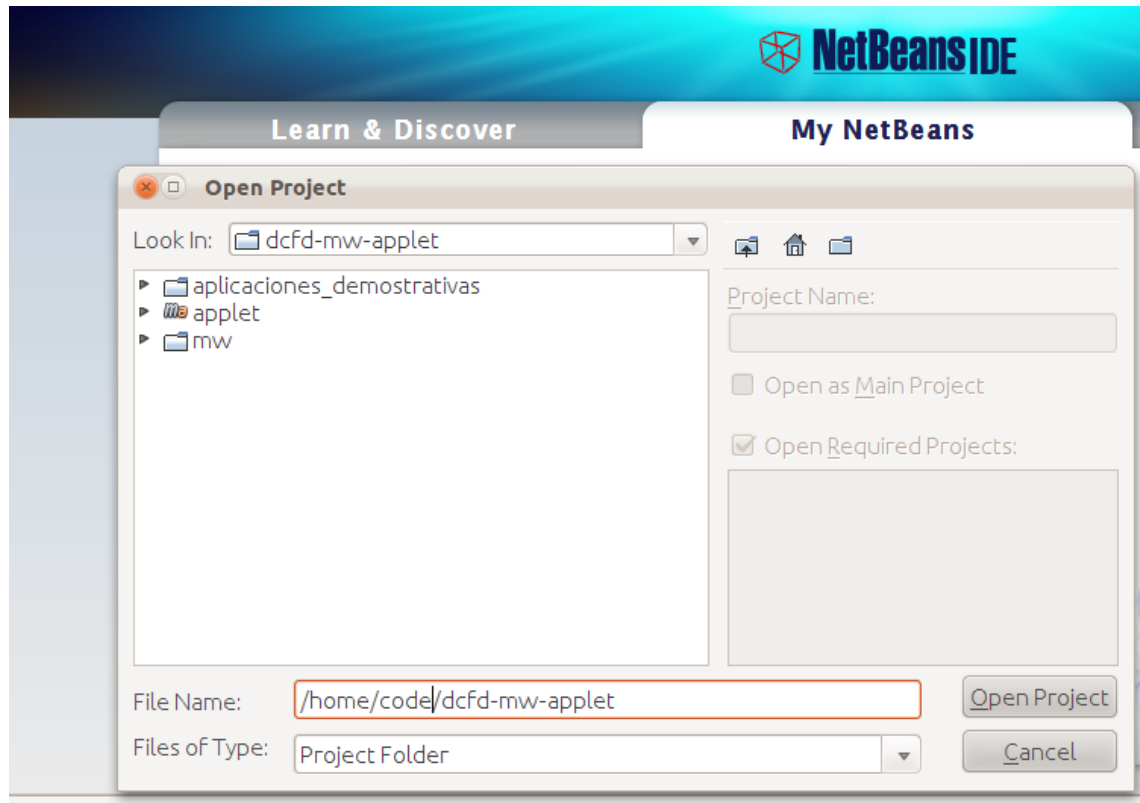 NetBeans IDE
Learn & Discover
My NetBeans
Open Project
Look In: dcfd-mw-applet
aplicaciones_demostrativas
applet
mw
Project Name:
Open as Main Project
Open Required Projects:
File Name: /home/code/dcfd-mw-applet
Open Project
Files of Type: Project Folder
Cancel